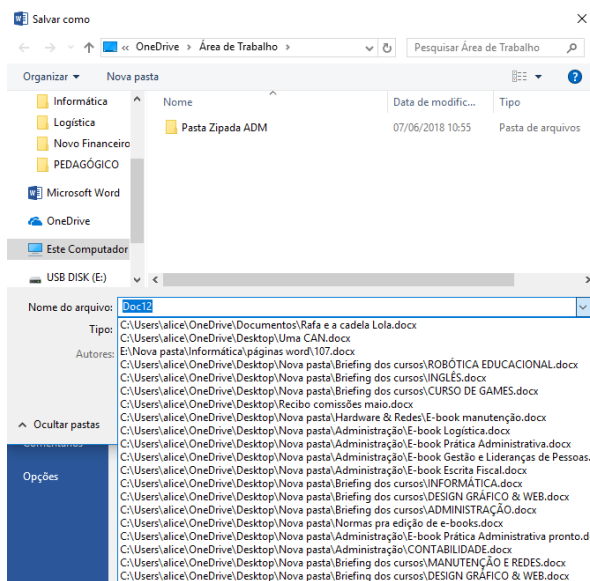 Salvar como
« OneDrive › Área de Trabalho ›
Pesquisar Área de Trabalho
Organizar
Nova pasta
Nome
Data de modific...
Tipo
Informática
Logística
Novo Financeiro
PEDAGÓGICO
Microsoft Word
OneDrive
Este Computador
USB DISK (E:)
Pasta Zipada ADM
07/06/2018 10:55
Pasta de arquivos
Nome do arquivo:
Doc12
Tipo:
Autores:
C:\Users\alice\OneDrive\Documentos\Rafa e a cadela Lola.docx
C:\Users\alice\OneDrive\Desktop\Uma CAN.docx
E:\Nova pasta\Informática\páginas word\107.docx
C:\Users\alice\OneDrive\Desktop\Nova pasta\Briefing dos cursos\ROBÓTICA EDUCACIONAL.docx
C:\Users\alice\OneDrive\Desktop\Nova pasta\Briefing dos cursos\INGLÊS.docx
C:\Users\alice\OneDrive\Desktop\Nova pasta\Briefing dos cursos\CURSO DE GAMES.docx
C:\Users\alice\OneDrive\Desktop\Recibo comissões maio.docx
C:\Users\alice\OneDrive\Desktop\Nova pasta\Hardware & Redes\E-book manutenção.docx
C:\Users\alice\OneDrive\Desktop\Nova pasta\Administração\E-book Logística.docx
C:\Users\alice\OneDrive\Desktop\Nova pasta\Administração\E-book Prática Administrativa.docx
C:\Users\alice\OneDrive\Desktop\Nova pasta\Administração\E-book Gestão e Lideranças de Pessoas.
C:\Users\alice\OneDrive\Desktop\Nova pasta\Administração\E-book Escrita Fiscal.docx
C:\Users\alice\OneDrive\Desktop\Nova pasta\Briefing dos cursos\INFORMÁTICA.docx
C:\Users\alice\OneDrive\Desktop\Nova pasta\Briefing dos cursos\DESIGN GRÁFICO & WEB.docx
C:\Users\alice\OneDrive\Desktop\Nova pasta\Briefing dos cursos\ADMINISTRAÇÃO.docx
C:\Users\alice\OneDrive\Desktop\Nova pasta\Normas pra edição de e-books.docx
C:\Users\alice\OneDrive\Desktop\Nova pasta\Administração\E-book Prática Administrativa pronto.d
C:\Users\alice\OneDrive\Desktop\Nova pasta\Administração\CONTABILIDADE.docx
C:\Users\alice\OneDrive\Desktop\Nova pasta\Briefing dos cursos\MANUTENÇÃO E REDES.docx
C:\Users\alice\OneDrive\Desktop\Nova pasta\Briefing dos cursos\DESIGN GRÁFICO & WEB.docx
Ocultar pastas
Opções